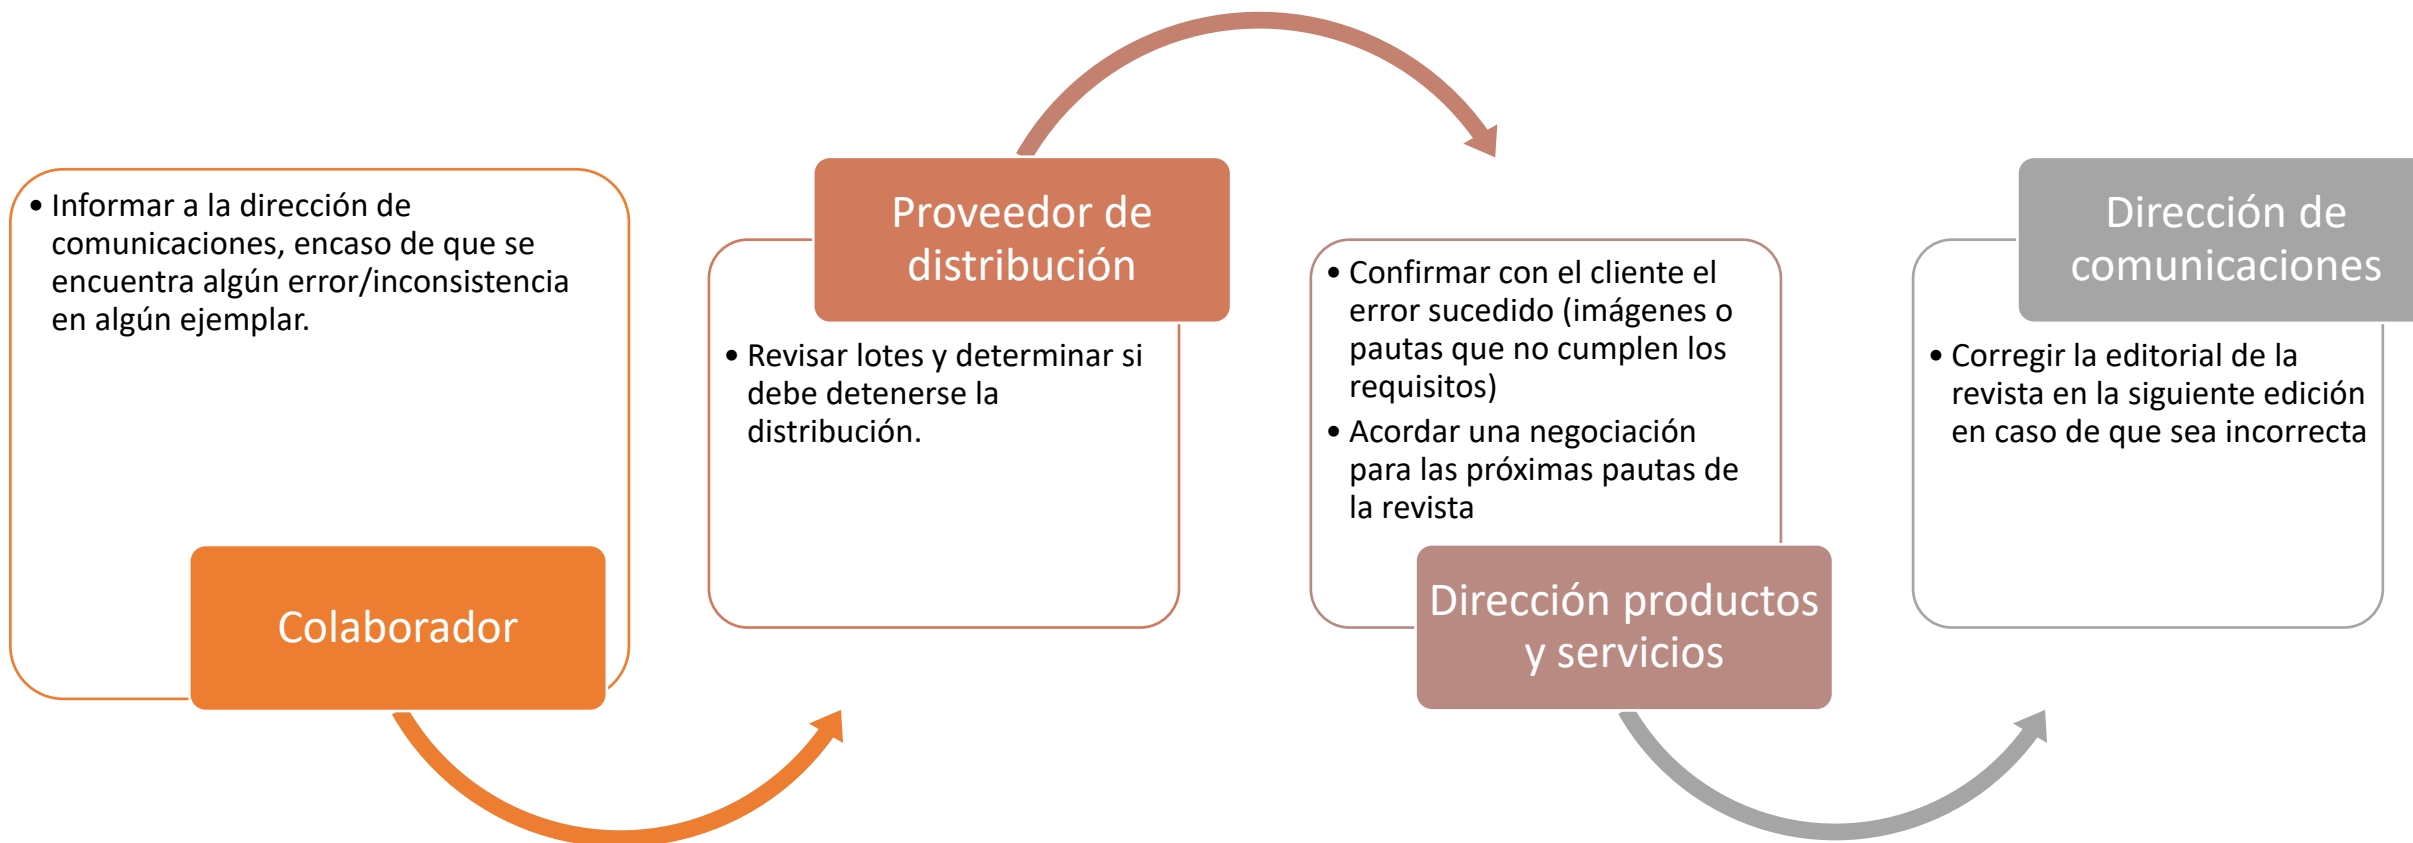 • Informar a la dirección de
comunicaciones, encaso de que se
encuentra algún error/inconsistencia
en algún ejemplar.
Colaborador
Proveedor de
distribución
• Revisar lotes y determinar si
debe detenerse la
distribución.
• Confirmar con el cliente el
error sucedido (imágenes o
pautas que no cumplen los
requisitos)
• Acordar una negociación
para las próximas pautas de
la revista
Dirección productos
y servicios
Dirección de
comunicaciones
• Corregir la editorial de la
revista en la siguiente edición
en caso de que sea incorrecta